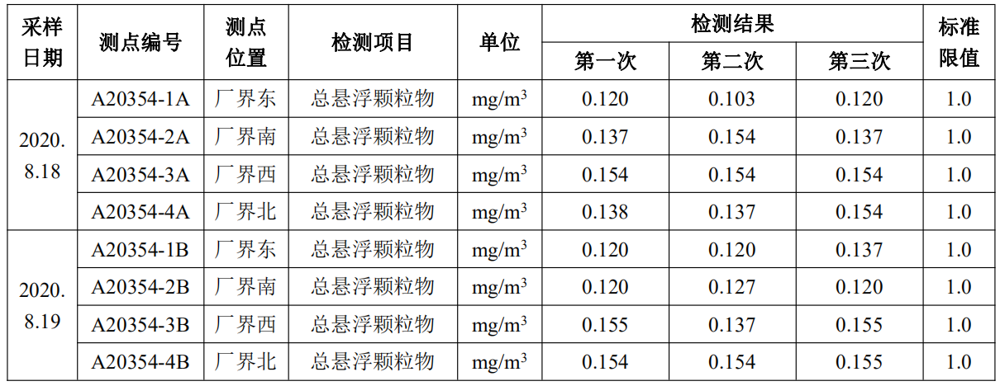 采样日期 测点编号 测点位置 检测项目 单位 检测结果 标准限值
第一次 第二次 第三次
2020.8.18 A20354-1A 厂界东 总悬浮颗粒物 mg/m³ 0.120 0.103 0.120 1.0
A20354-2A 厂界南 总悬浮颗粒物 mg/m³ 0.137 0.154 0.137 1.0
A20354-3A 厂界西 总悬浮颗粒物 mg/m³ 0.154 0.154 0.154 1.0
A20354-4A 厂界北 总悬浮颗粒物 mg/m³ 0.138 0.137 0.154 1.0
2020.8.19 A20354-1B 厂界东 总悬浮颗粒物 mg/m³ 0.120 0.120 0.137 1.0
A20354-2B 厂界南 总悬浮颗粒物 mg/m³ 0.120 0.127 0.120 1.0
A20354-3B 厂界西 总悬浮颗粒物 mg/m³ 0.155 0.137 0.155 1.0
A20354-4B 厂界北 总悬浮颗粒物 mg/m³ 0.154 0.154 0.155 1.0